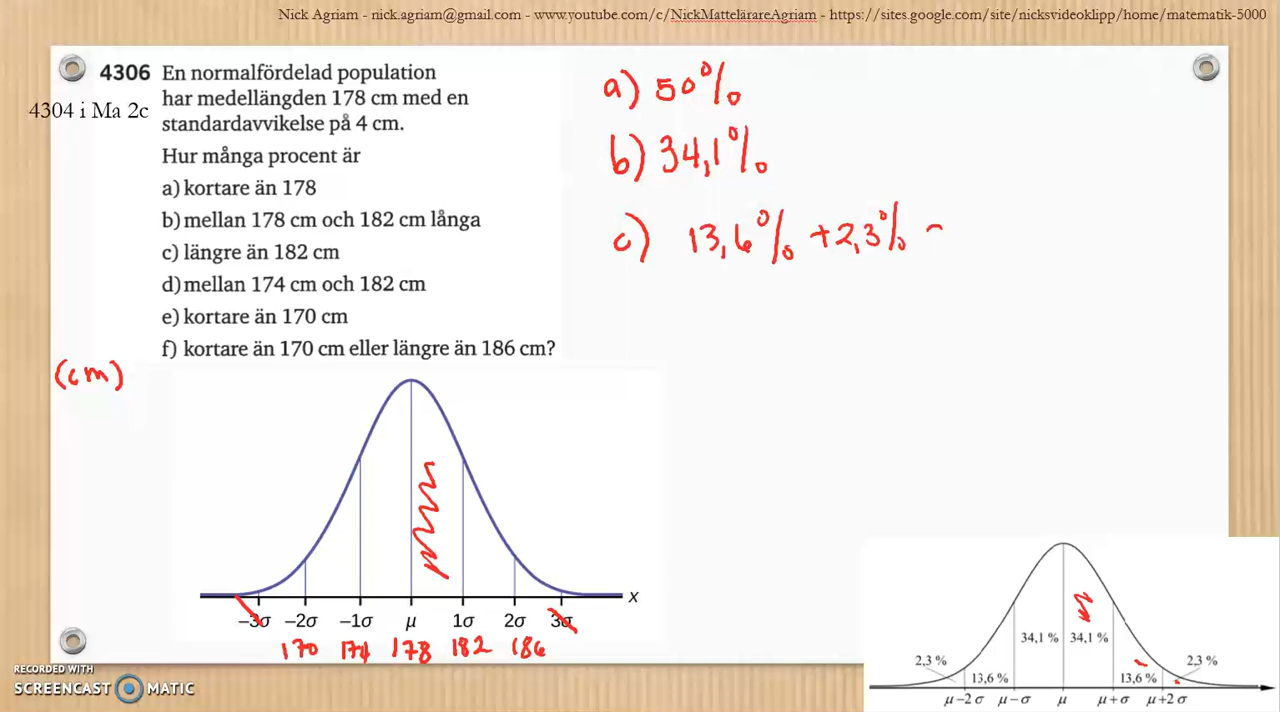 Nick Agriam - nick.agriam@gmail.com - www.youtube.com/c/NickMattelärareAgriam - https://sites.google.com/site/nicksvideoklipp/home/matematik-5000
4306 En normalfördelad population
har medellängden 178 cm med en
4304 i Ma 2c
standardavvikelse på 4 cm.
Hur många procent är
a) kortare än 178
b) mellan 178 cm och 182 cm långa
c) längre än 182 cm
d) mellan 174 cm och 182 cm
e) kortare än 170 cm
f) kortare än 170 cm eller längre än 186 cm?
a) 50%
b) 34,1%
c) 13,6% + 2,3%
(cm)
-3σ -2σ -1σ μ 1σ 2σ 3σ x
170 174 178 182 186
34,1 % 34,1 %
2,3 % 2,3 %
13,6 % 13,6 %
μ-2σ μ-σ μ μ+σ μ+2σ
RECORDED WITH
SCREENCAST MATIC